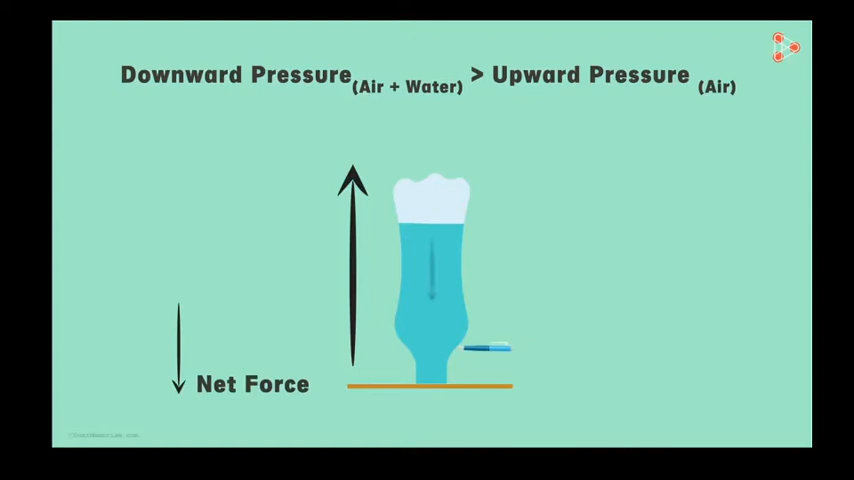 Downward Pressure (Air + Water) > Upward Pressure (Air)
Net Force